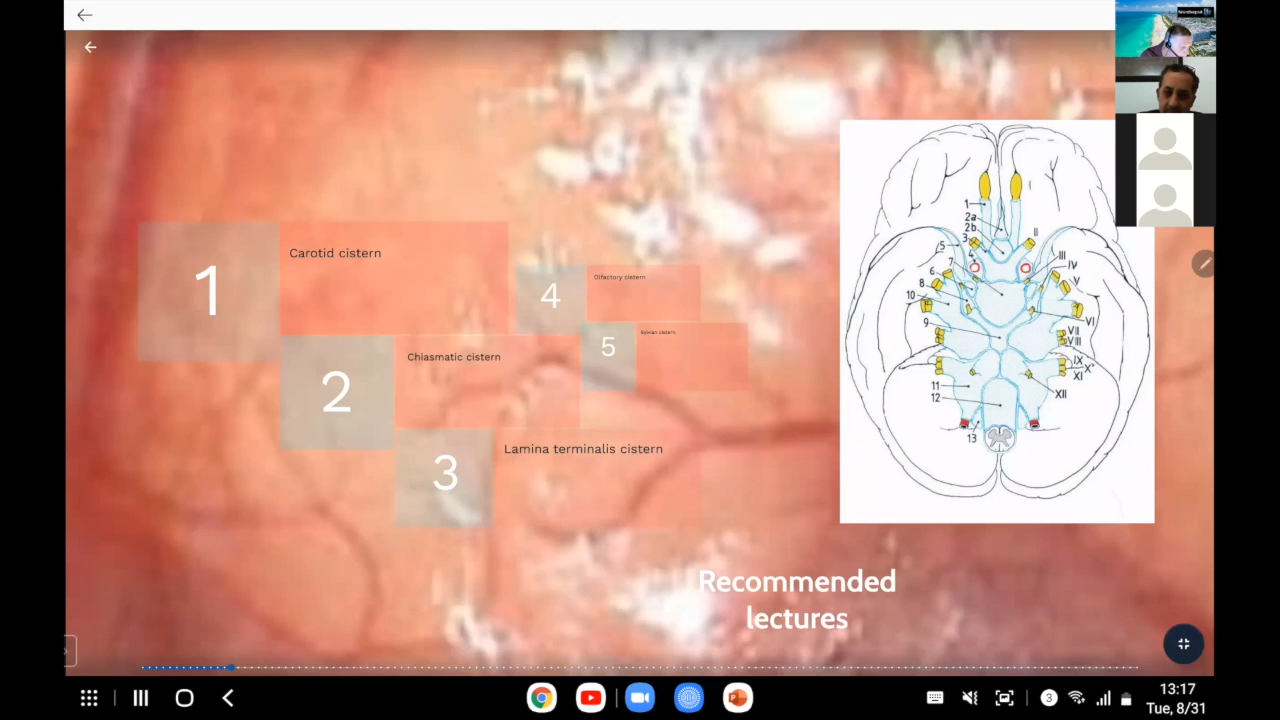 1
Carotid cistern
4
Olfactory cistern
5
Sylvian cistern
2
Chiasmatic cistern
3
Lamina terminalis cistern
Recommended
lectures
1
2a
2b
3
II
5
4
7
III
IV
6
V
8
10
VI
9
VII
VIII
IX
X
XI
11
12
XII
13
3
13:17
Tue, 8/31